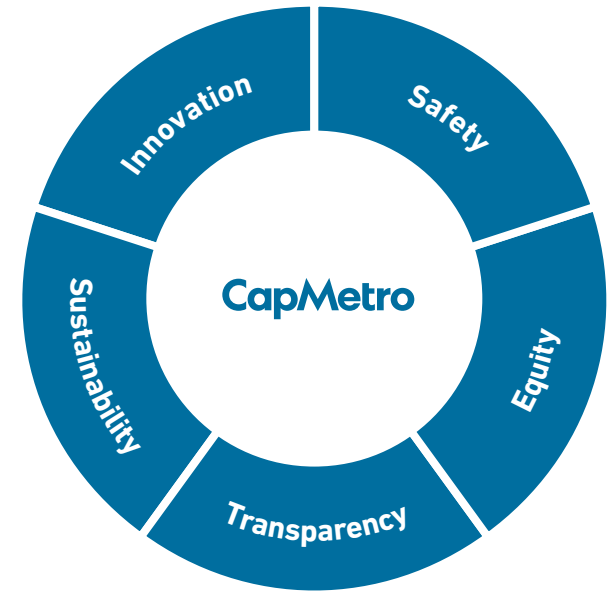 Innovation
Safety
CapMetro
Sustainability
Equity
Transparency